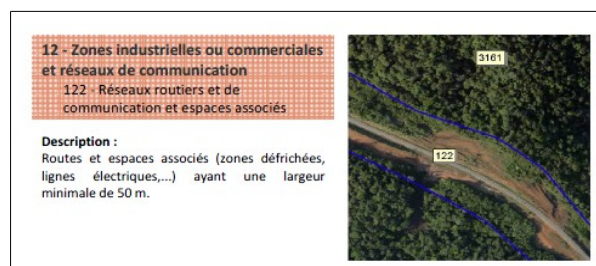 12 - Zones industrielles ou commerciales
et réseaux de communication
122 - Réseaux routiers et de
communication et espaces associés
Description :
Routes et espaces associés (zones défrichées,
lignes électriques,...) ayant une largeur
minimale de 50 m.
3161
122